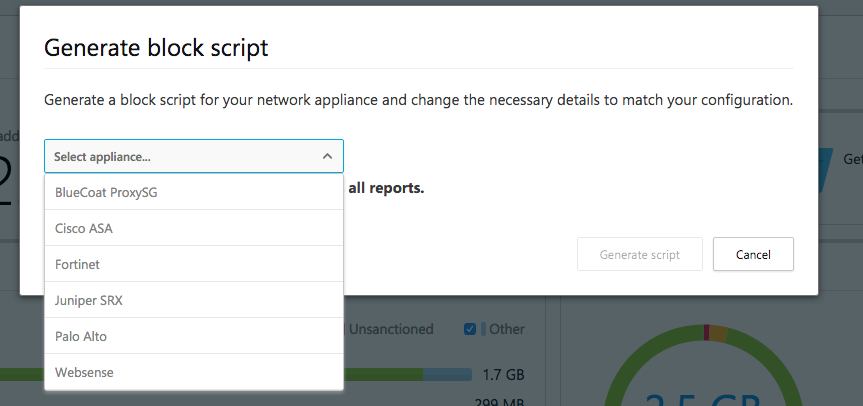 Generate block script
Generate a block script for your network appliance and change the necessary details to match your configuration.
add
Select appliance...
Get
2
BlueCoat ProxySG
all reports.
Cisco ASA
Fortinet
Generate script
Cancel
Juniper SRX
Palo Alto
Unsanctioned
Other
Websense
1.7 GB
299 MB
2.5 GB